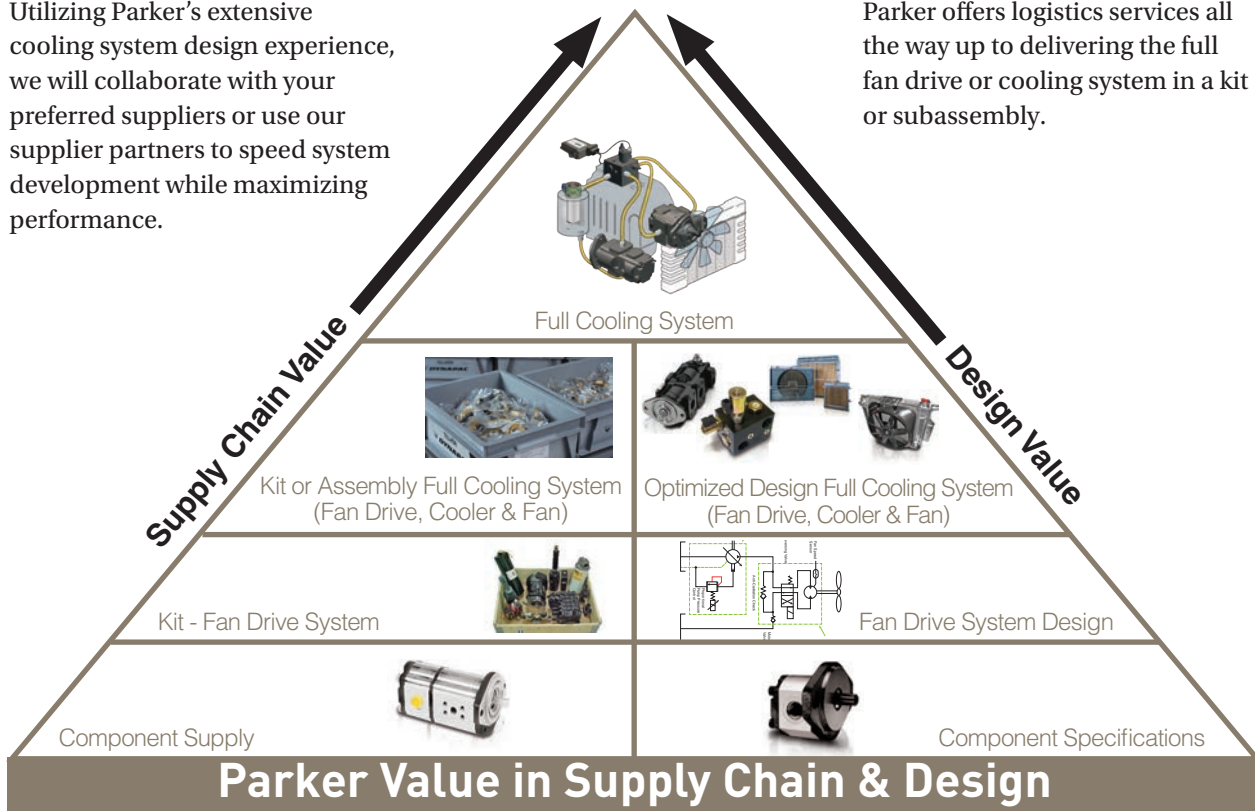 Utilizing Parker’s extensive
cooling system design experience,
we will collaborate with your
preferred suppliers or use our
supplier partners to speed system
development while maximizing
performance.
Parker offers logistics services all
the way up to delivering the full
fan drive or cooling system in a kit
or subassembly.
Supply Chain Value
Design Value
Full Cooling System
DYNAPAC
Kit or Assembly Full Cooling System
(Fan Drive, Cooler & Fan)
Optimized Design Full Cooling System
(Fan Drive, Cooler & Fan)
Kit - Fan Drive System
Fan Drive System Design
Component Supply
Component Specifications
Parker Value in Supply Chain & Design